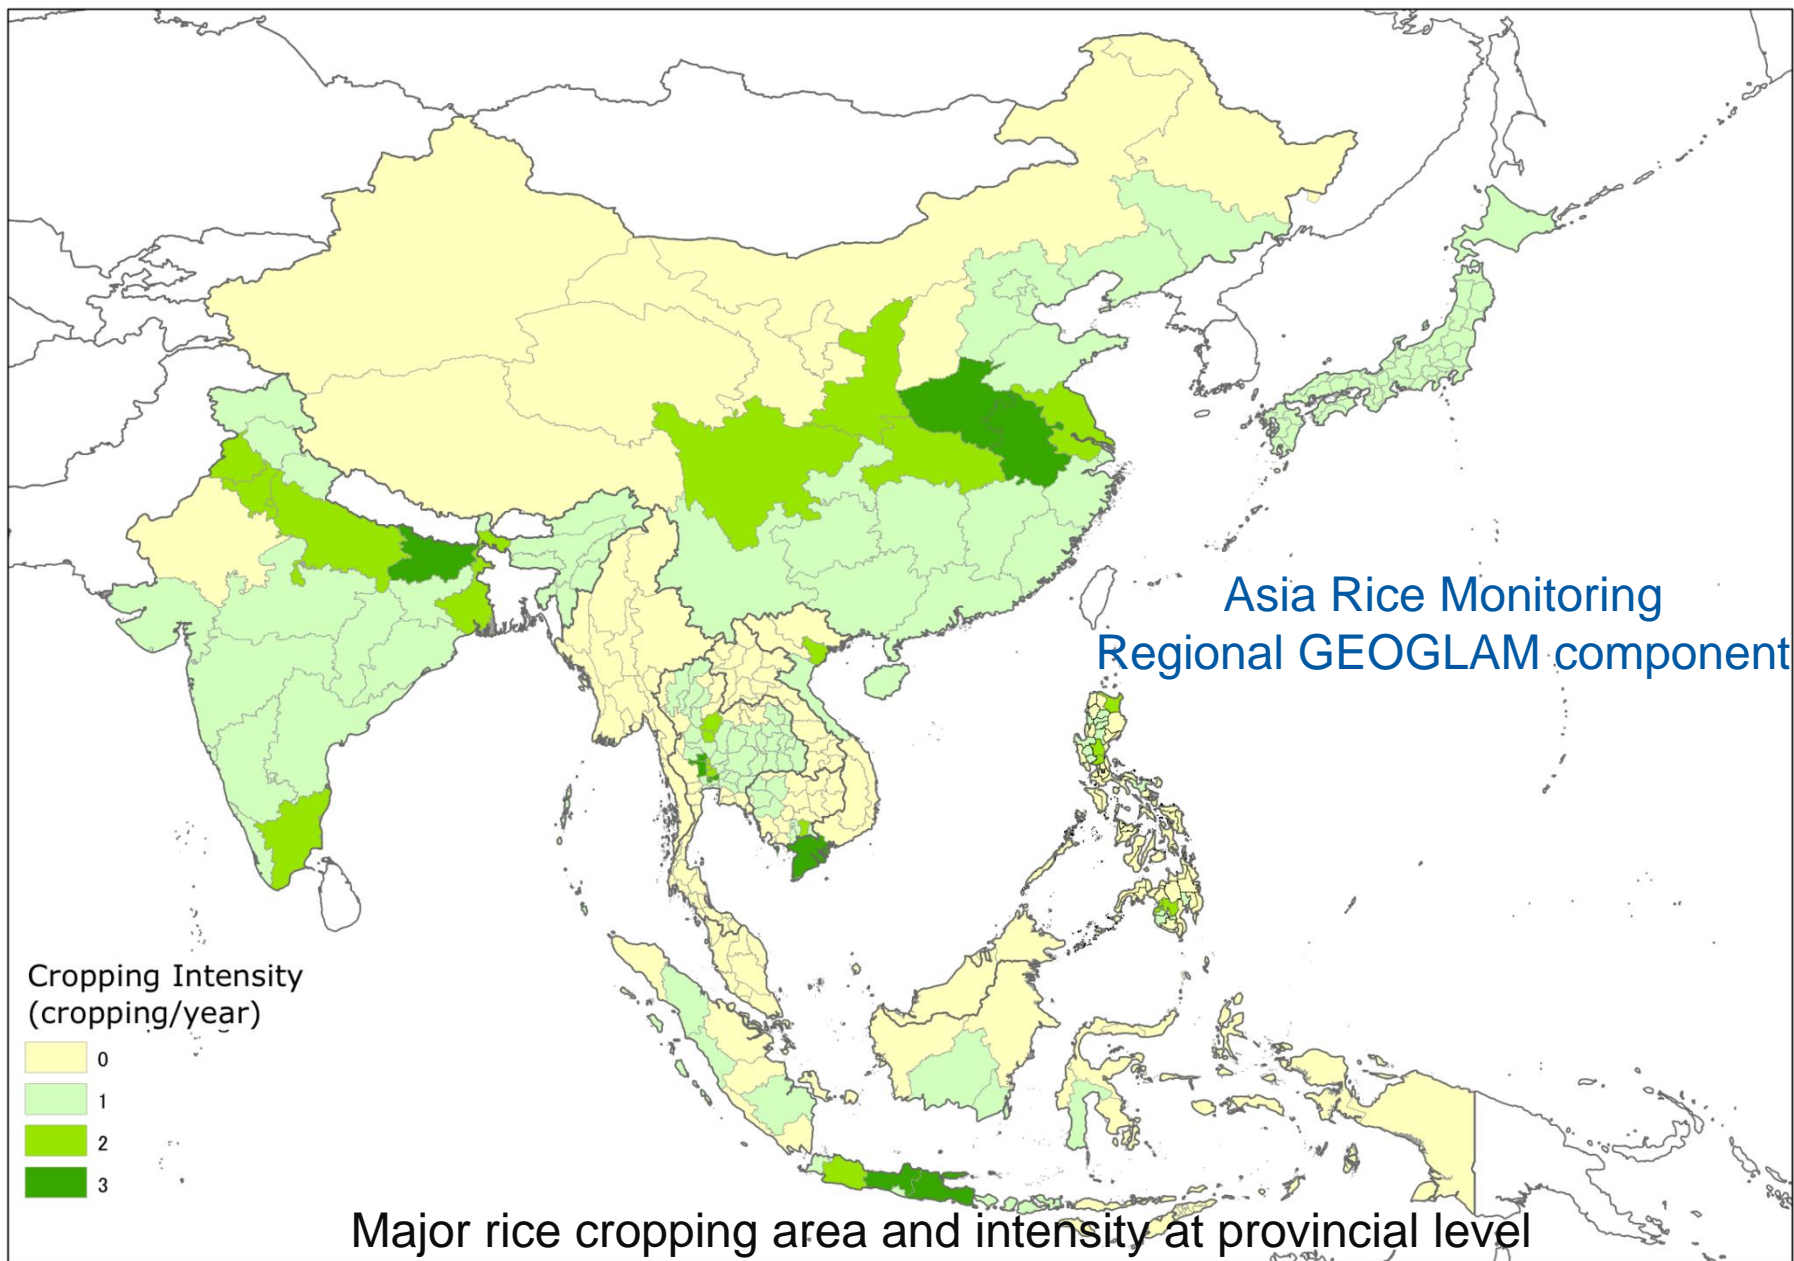 Asia Rice Monitoring
Regional GEOGLAM component
Cropping Intensity
(cropping/year)
0
1
2
3
Major rice cropping area and intensity at provincial level